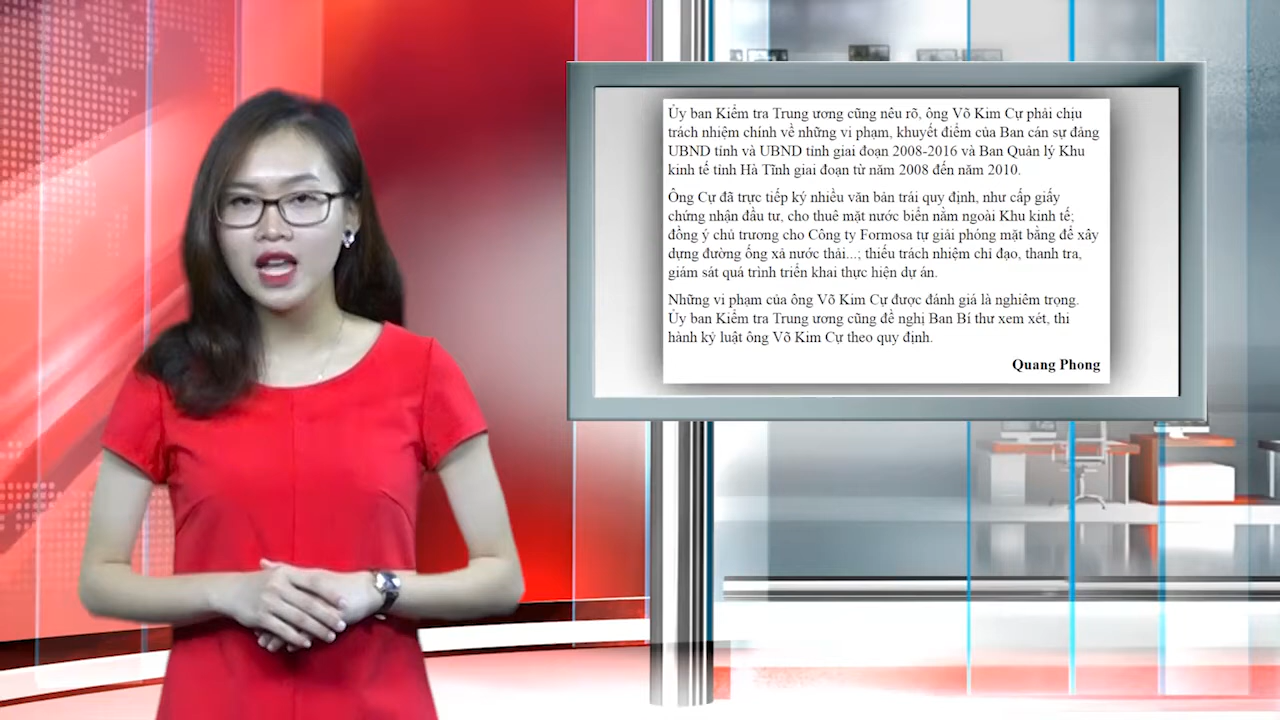 Ủy ban Kiểm tra Trung ương cũng nêu rõ, ông Võ Kim Cự phải chịu
trách nhiệm chính về những vi phạm, khuyết điểm của Ban cán sự đảng
UBND tỉnh và UBND tỉnh giai đoạn 2008-2016 và Ban Quản lý Khu
kinh tế tỉnh Hà Tĩnh giai đoạn từ năm 2008 đến năm 2010.
Ông Cự đã trực tiếp ký nhiều văn bản trái quy định, như cấp giấy
chứng nhận đầu tư, cho thuê mặt nước biển nằm ngoài Khu kinh tế;
đồng ý chủ trương cho Công ty Formosa tự giải phóng mặt bằng để xây
dựng đường ống xả nước thải...; thiếu trách nhiệm chỉ đạo, thanh tra,
giám sát quá trình triển khai thực hiện dự án.
Những vi phạm của ông Võ Kim Cự được đánh giá là nghiêm trọng.
Ủy ban Kiểm tra Trung ương cũng đề nghị Ban Bí thư xem xét, thi
hành kỷ luật ông Võ Kim Cự theo quy định.
Quang Phong